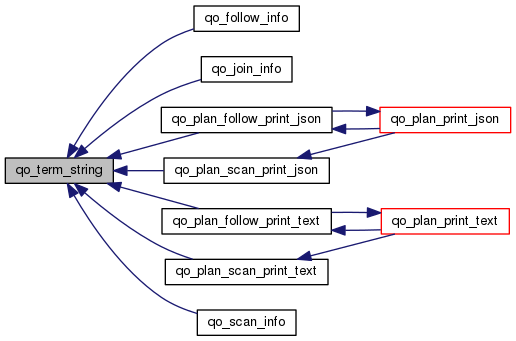 qo_follow_info
qo_join_info
qo_plan_follow_print_json
qo_plan_print_json
qo_term_string
qo_plan_scan_print_json
qo_plan_follow_print_text
qo_plan_print_text
qo_plan_scan_print_text
qo_scan_info